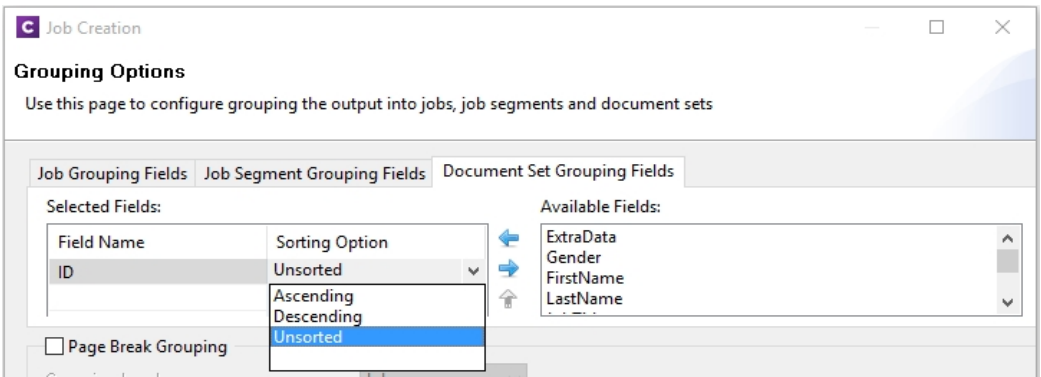 C Job Creation
Grouping Options
Use this page to configure grouping the output into jobs, job segments and document sets
Job Grouping Fields Job Segment Grouping Fields Document Set Grouping Fields
Selected Fields: Available Fields:
Field Name Sorting Option
ID Unsorted
Ascending
Descending
Unsorted
ExtraData
Gender
FirstName
LastName
Page Break Grouping